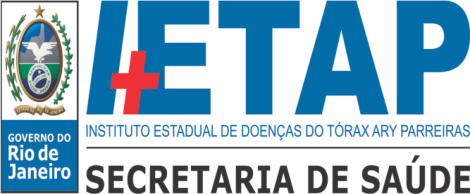 IETAP
INSTITUTO ESTADUAL DE DOENÇAS DO TÓRAX ARY PARREIRAS
GOVERNO DO
Rio de
Janeiro
SECRETARIA DE SAÚDE